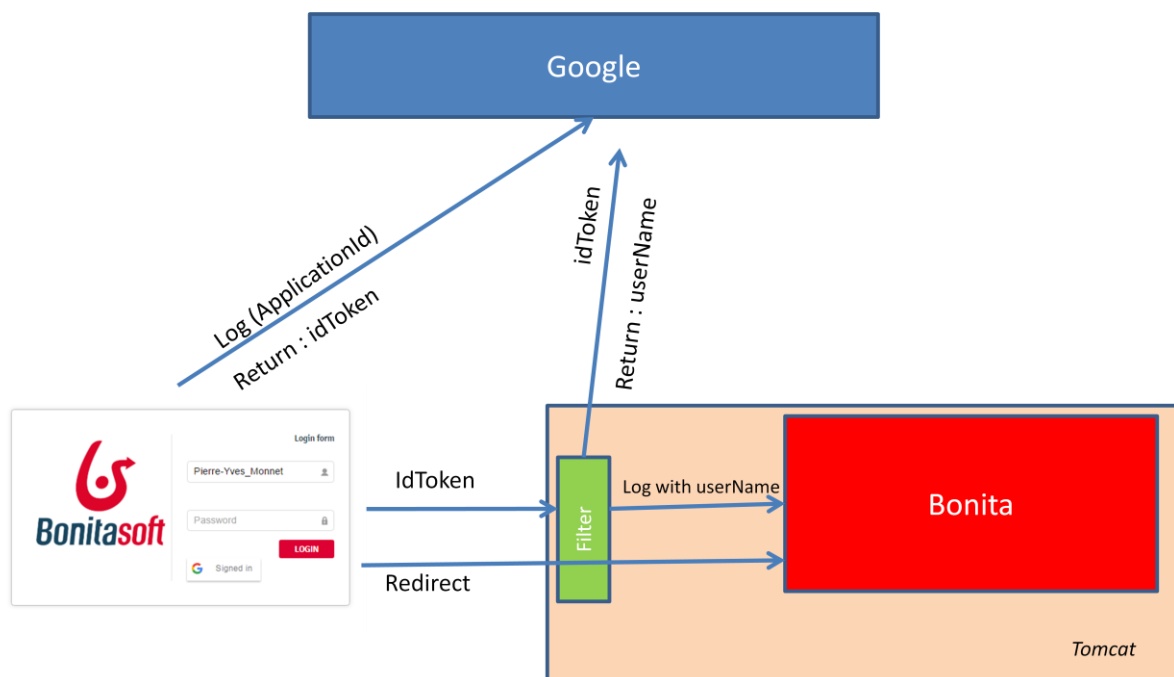 Google
Log (ApplicationId)
Return : idToken
idToken
Return : userName
Login form
Pierre-Yves_Monnet
Password
LOGIN
Signed in
Bonitasoft
IdToken
Redirect
Filter
Log with userName
Bonita
Tomcat